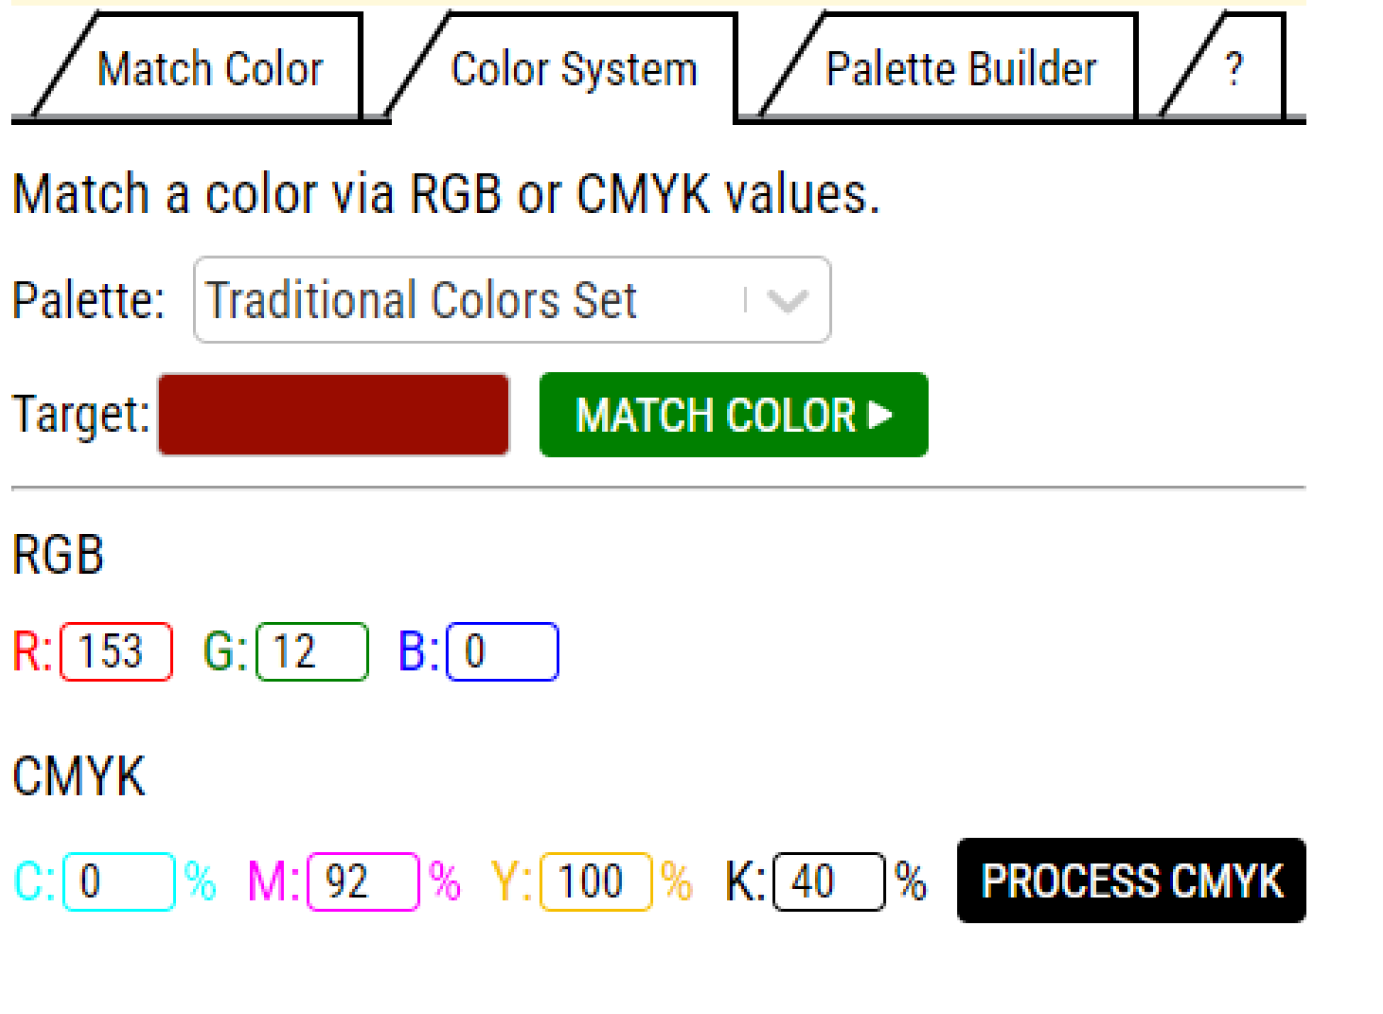 Match Color Color System Palette Builder ?
Match a color via RGB or CMYK values.
Palette: Traditional Colors Set
Target: MATCH COLOR
RGB
R: 153 G: 12 B: 0
CMYK
C: 0 % M: 92 % Y: 100 % K: 40 % PROCESS CMYK